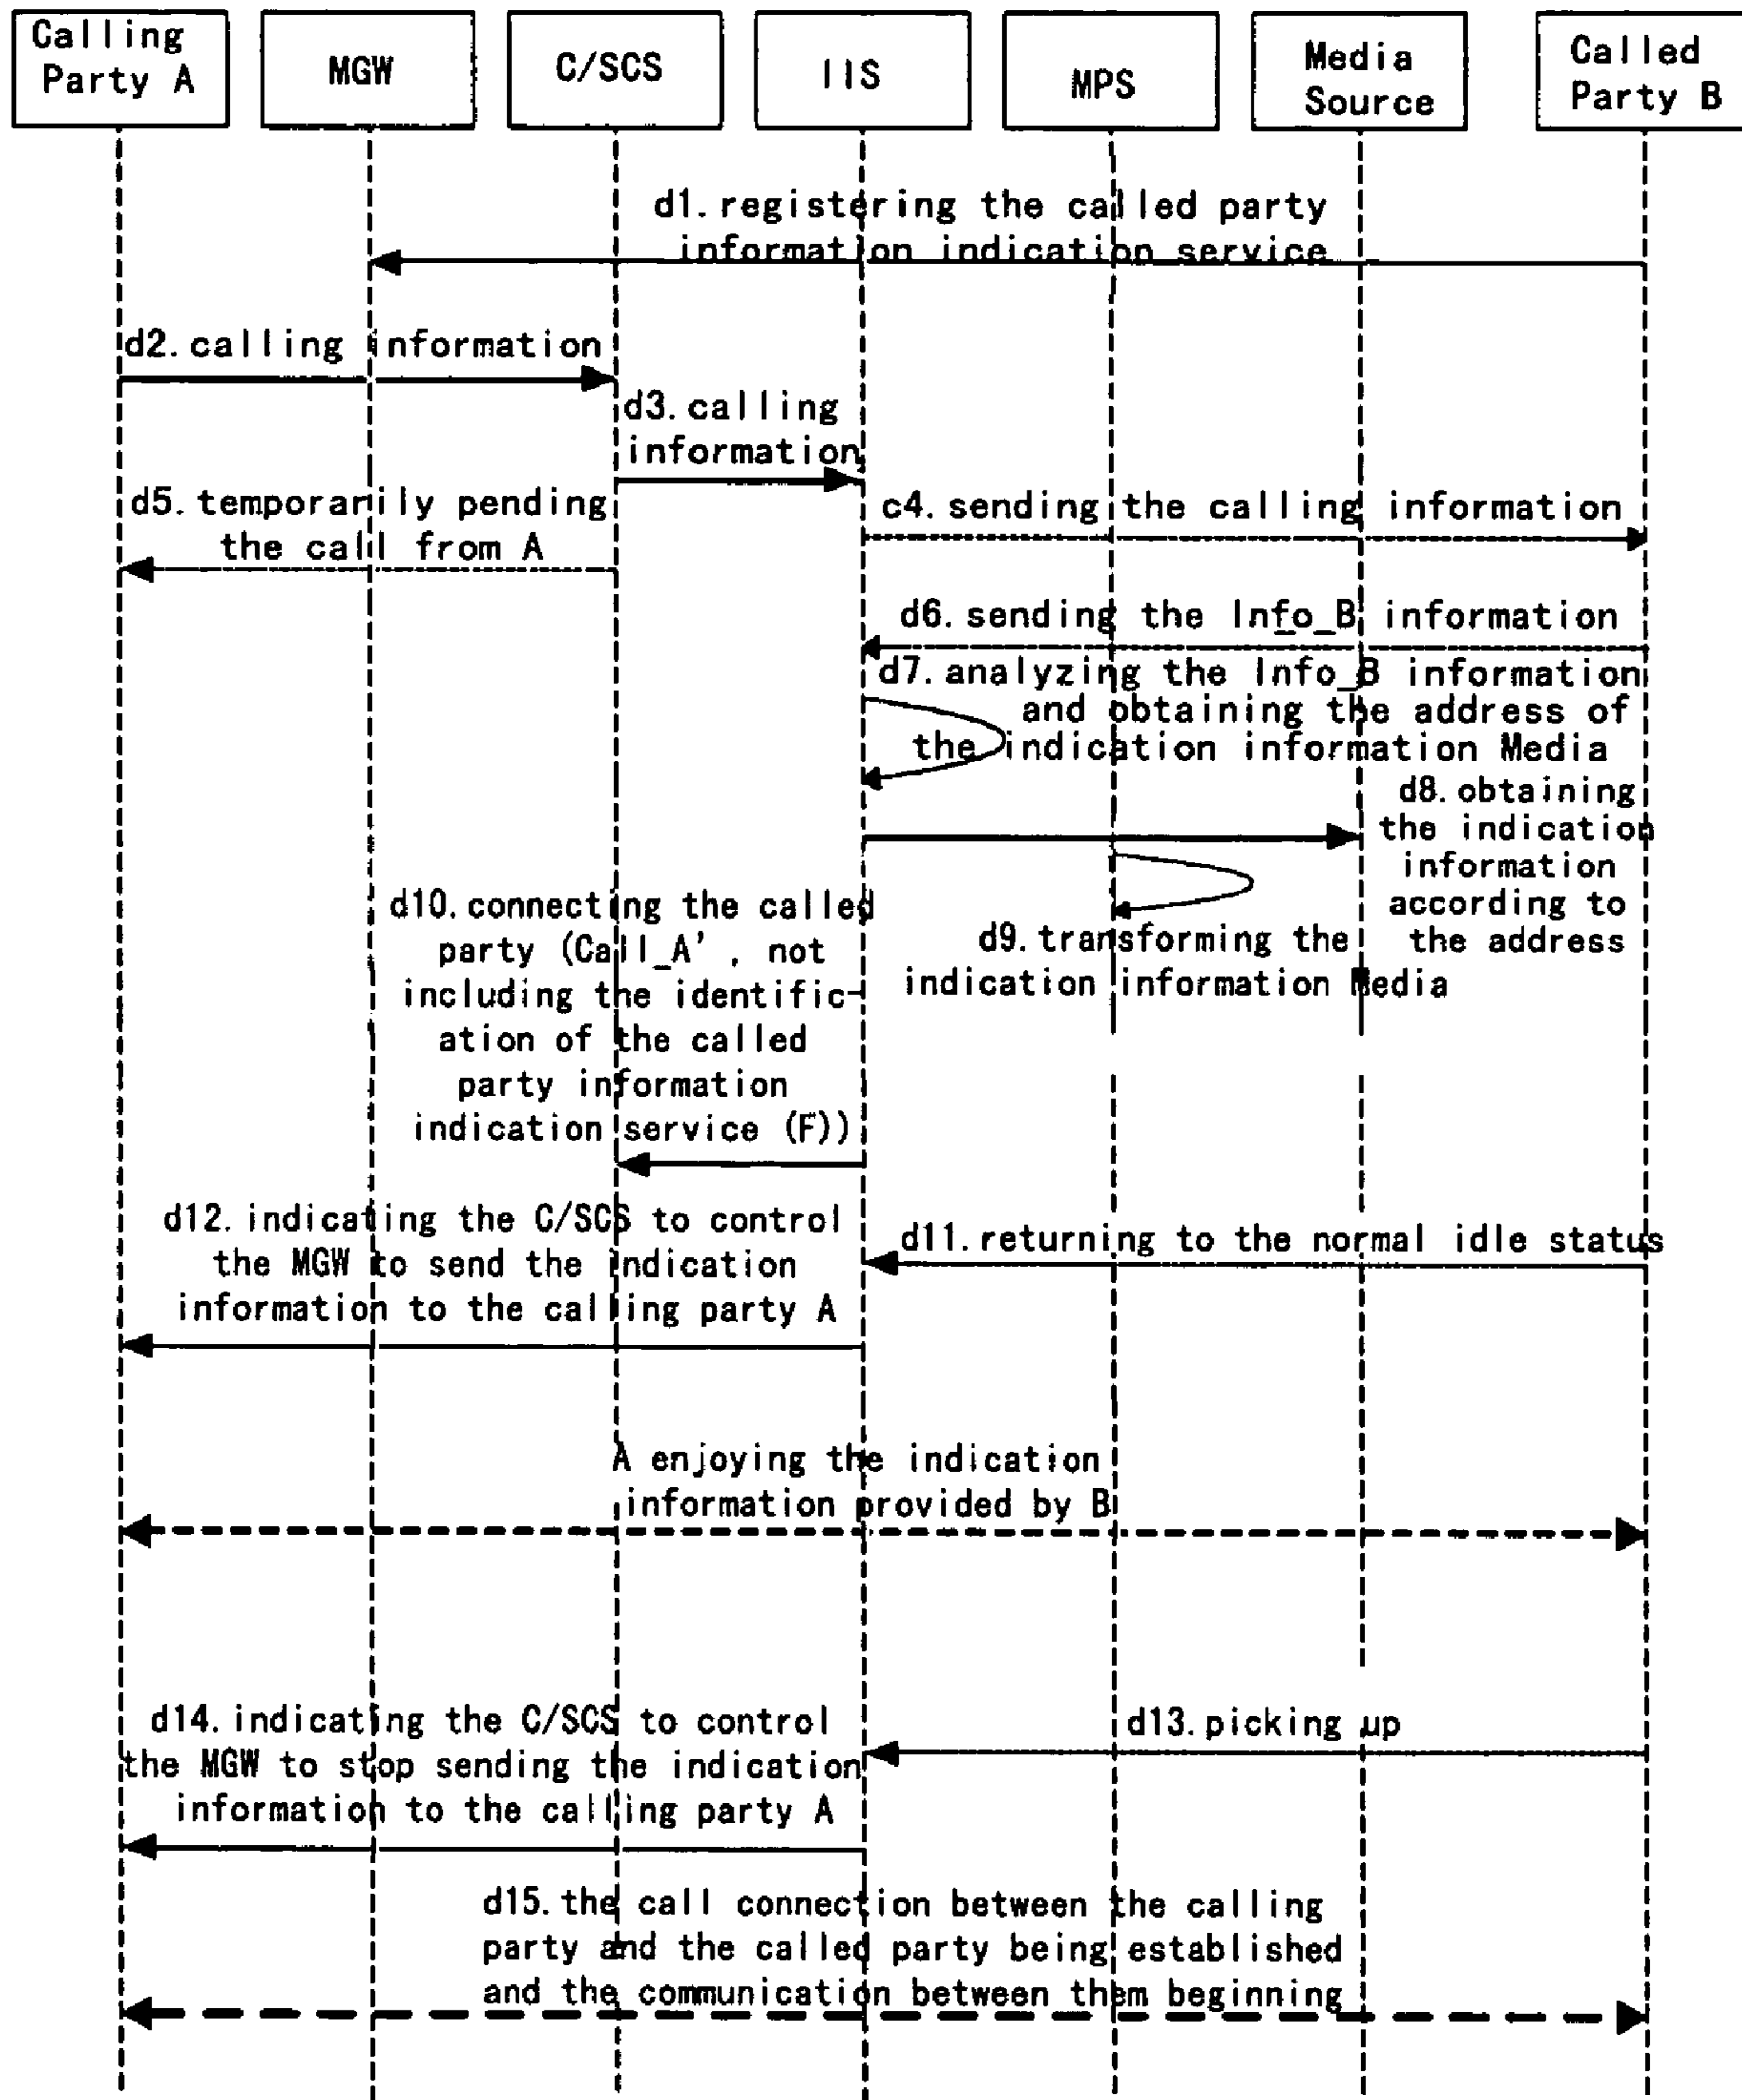 Calling
Party A
MGW
C/SCS
IIS
MPS
Media
Source
Called
Party B
d1. registering the called party
information indication service
d2. calling information
d3. calling
information
d5. temporarily pending
the call from A
c4. sending the calling information
d6. sending the Info_B information
d7. analyzing the Info_B information
and obtaining the address of
the indication information Media
d8. obtaining
the indication
information
according to
the address
d9. transforming the
indication information Media
d10. connecting the called
party (Call_A', not
including the identific-
ation of the called
party information
indication service (F))
d12. indicating the C/SCS to control
the MGW to send the indication
information to the calling party A
d11. returning to the normal idle status
A enjoying the indication
information provided by B
d14. indicating the C/SCS to control
the MGW to stop sending the indication
information to the calling party A
d13. picking up
d15. the call connection between the calling
party and the called party being established
and the communication between them beginning